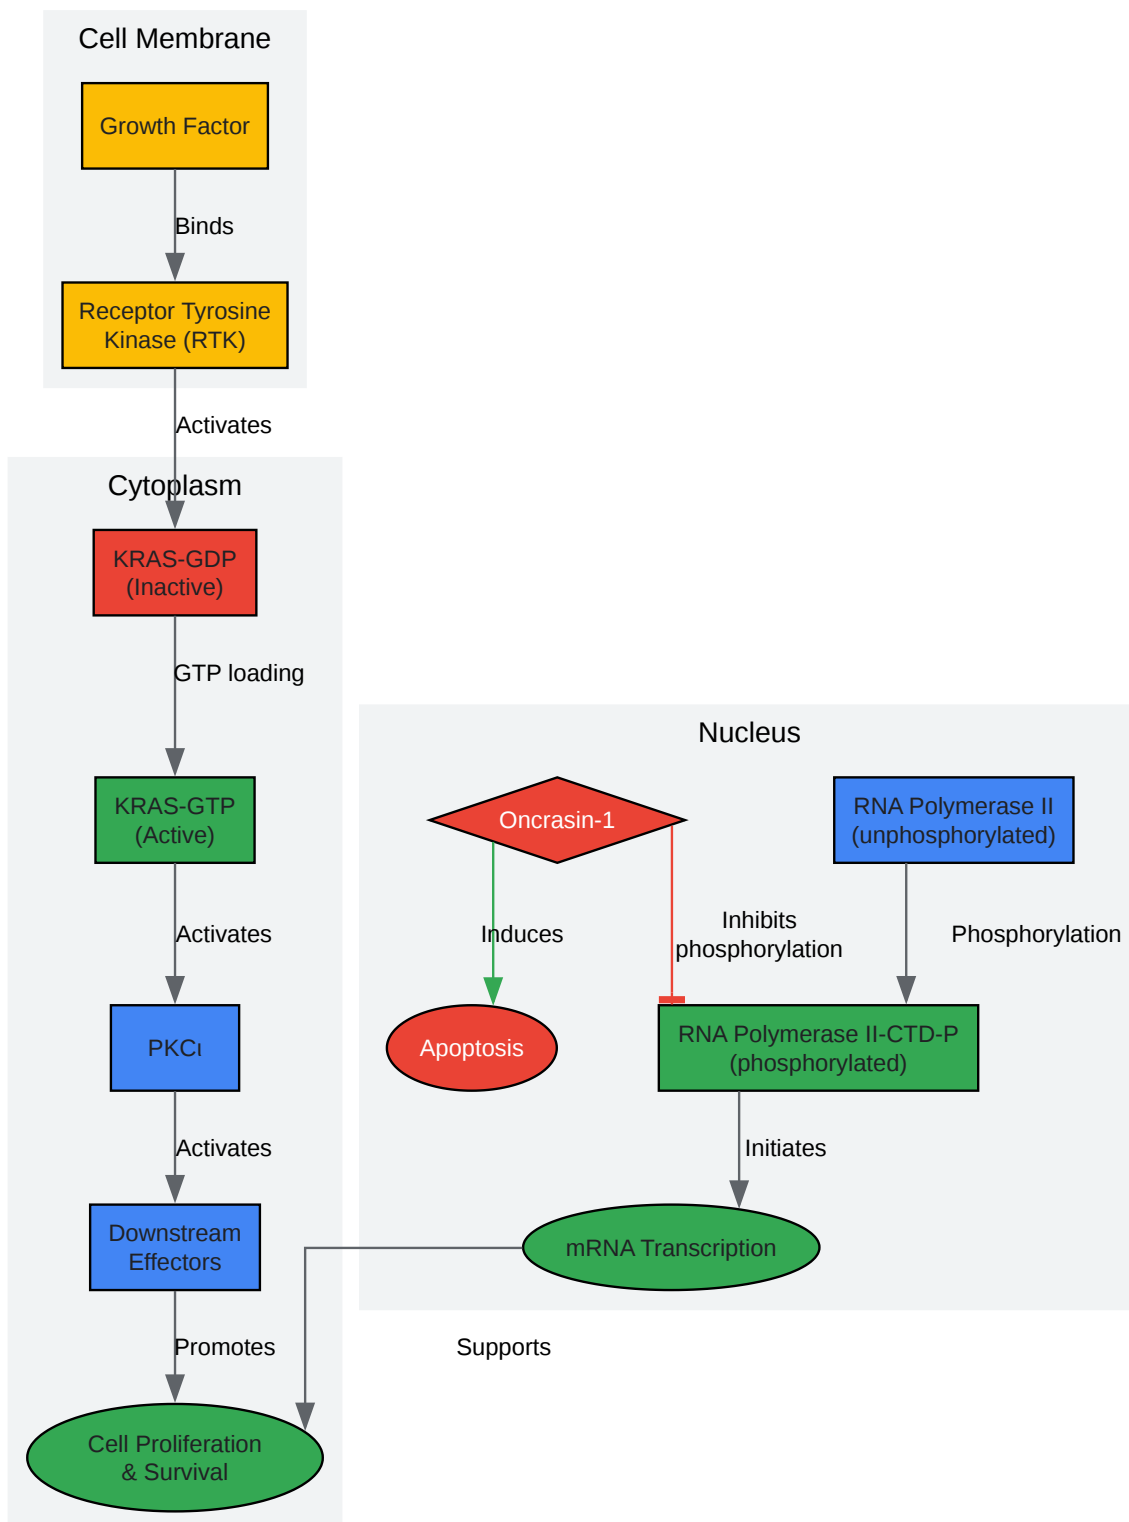 Cell Membrane
Growth Factor
Binds
Receptor Tyrosine
Kinase (RTK)
Activates
Cytoplasm
KRAS-GDP
(Inactive)
GTP loading
KRAS-GTP
(Active)
Activates
PKCι
Activates
Downstream
Effectors
Promotes
Cell Proliferation
& Survival
Nucleus
Oncrasin-1
RNA Polymerase II
(unphosphorylated)
Induces
Inhibits
phosphorylation
Phosphorylation
Apoptosis
RNA Polymerase II-CTD-P
(phosphorylated)
Initiates
mRNA Transcription
Supports